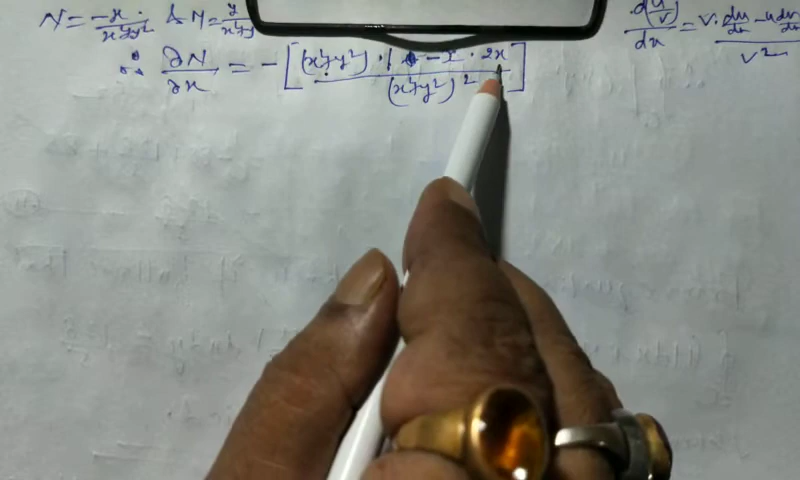 N = -x/(x²+y²) & M = y/(x²+y²)
d(u/v)/dx = (v·du/dx - u dv/dx)/v²
∴ ∂N/∂x = -[((x²+y²)·1 - x·2x)/(x²+y²)²]